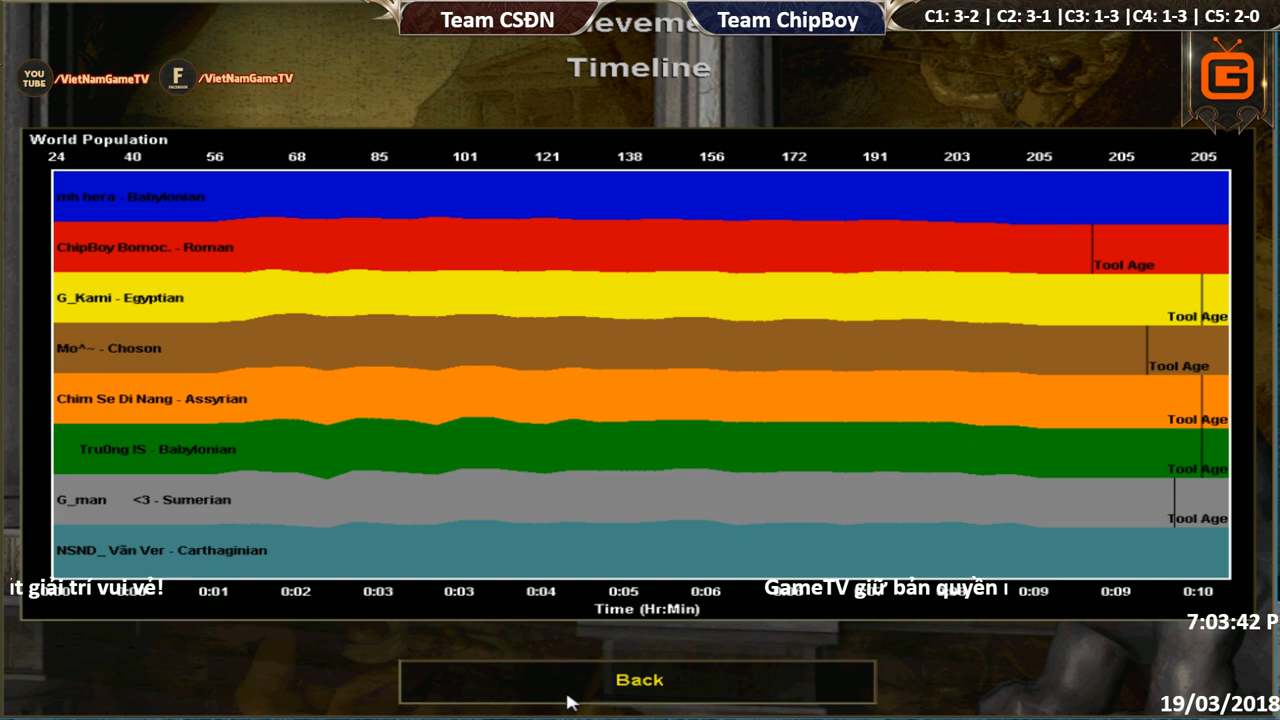 Team CSĐN
Team ChipBoy
C1: 3-2 | C2: 3-1 |C3: 1-3 |C4: 1-3 | C5: 2-0
Timeline
YOU TUBE /VietNamGameTV
F FACEBOOK /VietNamGameTV
G
World Population
24 40 56 68 85 101 121 138 156 172 191 203 205 205 205
mh hera - Babylonian
ChipBoy Bomoc. - Roman
Tool Age
G_Kami - Egyptian
Tool Age
Mo^~ - Choson
Tool Age
Chim Se Di Nang - Assyrian
Tool Age
Tru0ng IS - Babylonian
Tool Age
G_man <3 - Sumerian
Tool Age
NSND_ Văn Ver - Carthaginian
giải trí vui vẻ!
GameTV giữ bản quyền
0:01 0:02 0:03 0:03 0:04 0:05 0:06 0:09 0:09 0:10
Time (Hr:Min)
7:03:42 P
Back
19/03/2018